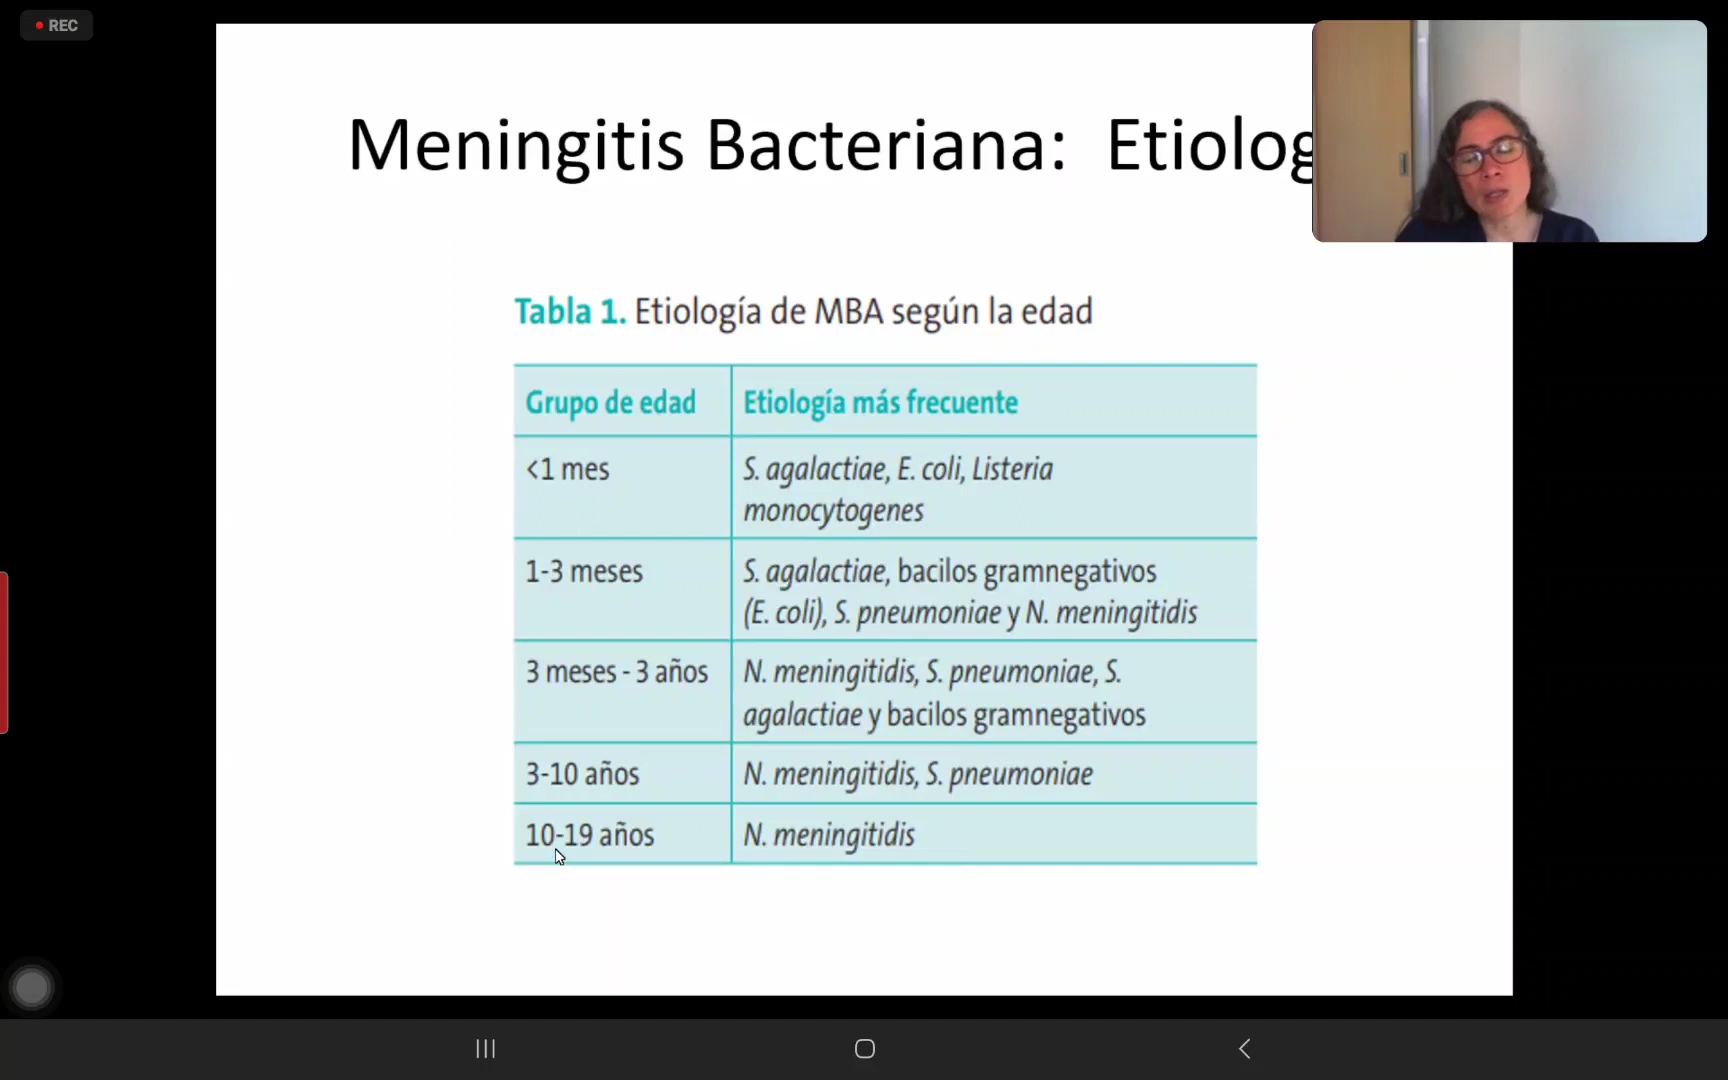 REC
Meningitis Bacteriana: Etiolog
Tabla 1. Etiología de MBA según la edad
Grupo de edad Etiología más frecuente
<1 mes S. agalactiae, E. coli, Listeria
monocytogenes
1-3 meses S. agalactiae, bacilos gramnegativos
(E. coli), S. pneumoniae y N. meningitidis
3 meses - 3 años N. meningitidis, S. pneumoniae, S.
agalactiae y bacilos gramnegativos
3-10 años N. meningitidis, S. pneumoniae
10-19 años N. meningitidis